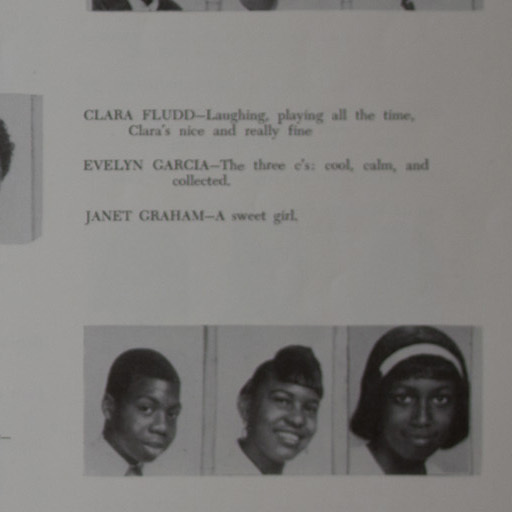 CLARA FLUDD—Laughing, playing all the time,
Clara's nice and really fine
EVELYN GARCIA—The three c's: cool, calm, and
collected.
JANET GRAHAM—A sweet girl.